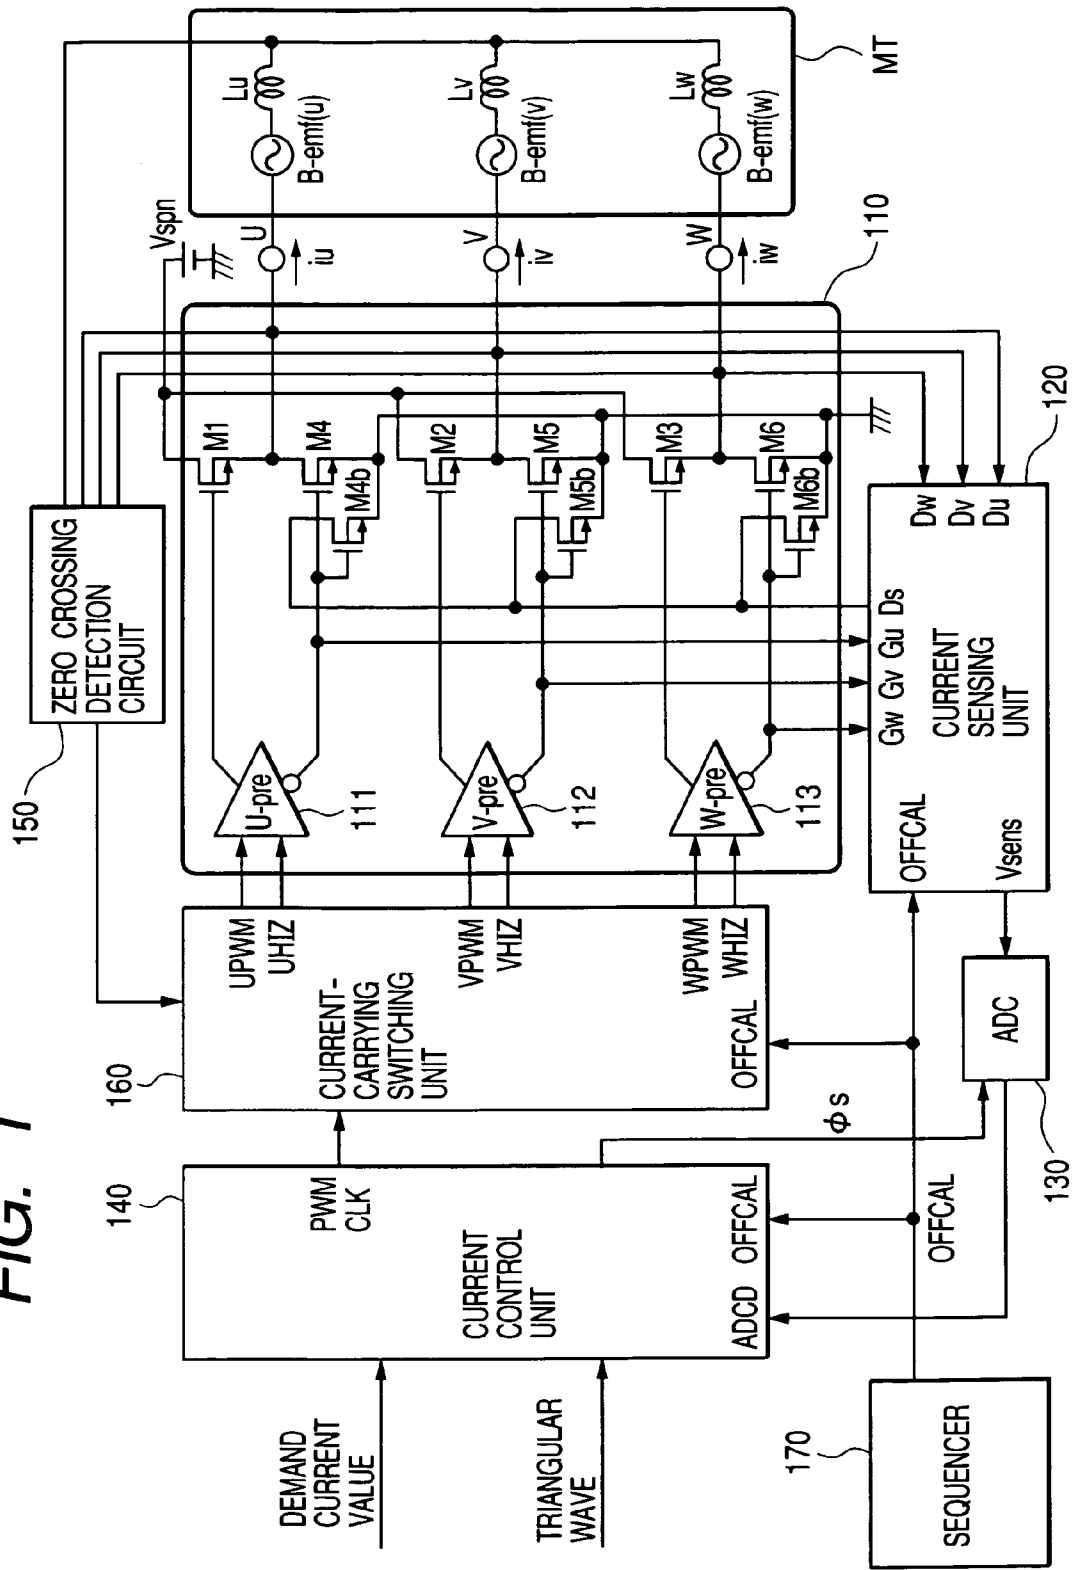 FIG. 1
150
ZERO CROSSING
DETECTION
CIRCUIT
Vspn
Lu
B-emf(u)
Lv
B-emf(v)
Lw
B-emf(w)
MT
U
iu
V
iv
W
iw
110
M1
M4
M4b
M2
M5
M5b
M3
M6
M6b
U-pre
111
V-pre
112
W-pre
113
140
PWM
CLK
CURRENT
CONTROL
UNIT
ADCD
OFFCAL
160
CURRENT-
CARRYING
SWITCHING
UNIT
UPWM
UHIZ
VPWM
VHIZ
WPWM
WHIZ
OFFCAL
DEMAND
CURRENT
VALUE
TRIANGULAR
WAVE
ϕs
120
Gw
Gv
Gu
Ds
Dw
Dv
Du
CURRENT
SENSING
UNIT
OFFCAL
Vsens
ADC
130
OFFCAL
170
SEQUENCER